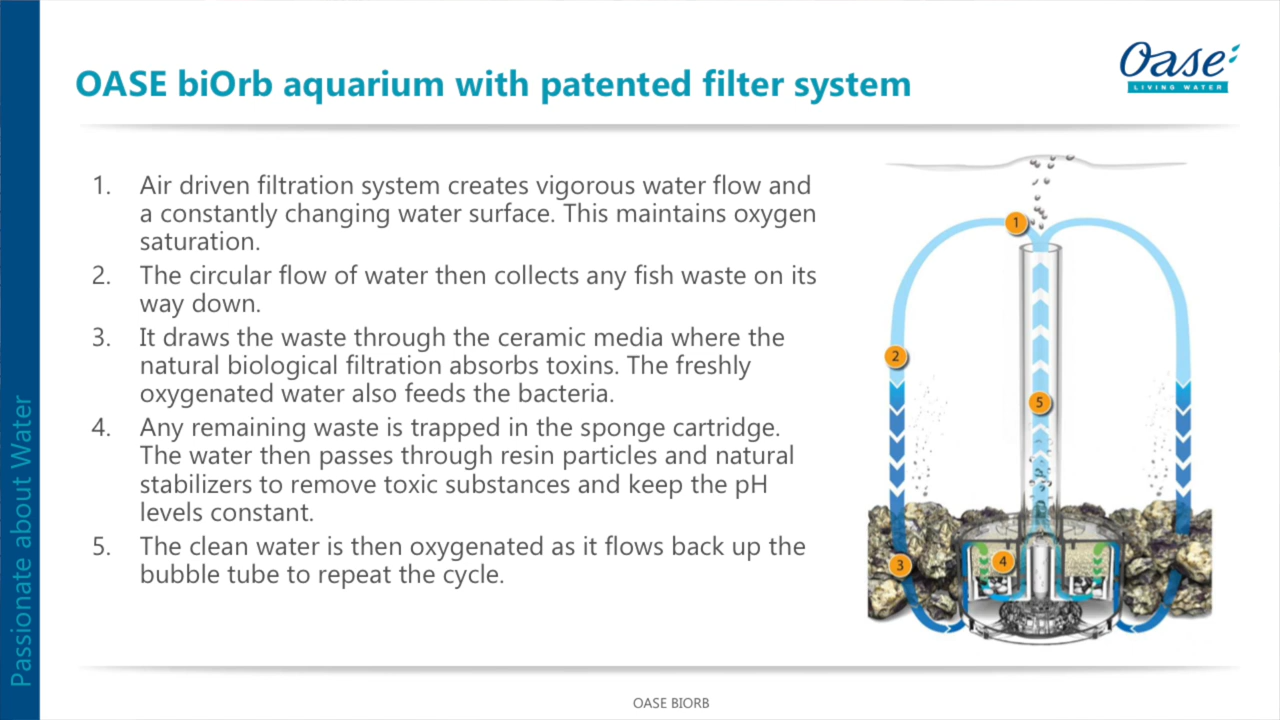 OASE biOrb aquarium with patented filter system
Oase
LIVING WATER
1. Air driven filtration system creates vigorous water flow and
a constantly changing water surface. This maintains oxygen
saturation.
2. The circular flow of water then collects any fish waste on its
way down.
3. It draws the waste through the ceramic media where the
natural biological filtration absorbs toxins. The freshly
oxygenated water also feeds the bacteria.
4. Any remaining waste is trapped in the sponge cartridge.
The water then passes through resin particles and natural
stabilizers to remove toxic substances and keep the pH
levels constant.
5. The clean water is then oxygenated as it flows back up the
bubble tube to repeat the cycle.
1
2
5
3
4
Passionate about Water
OASE BIORB